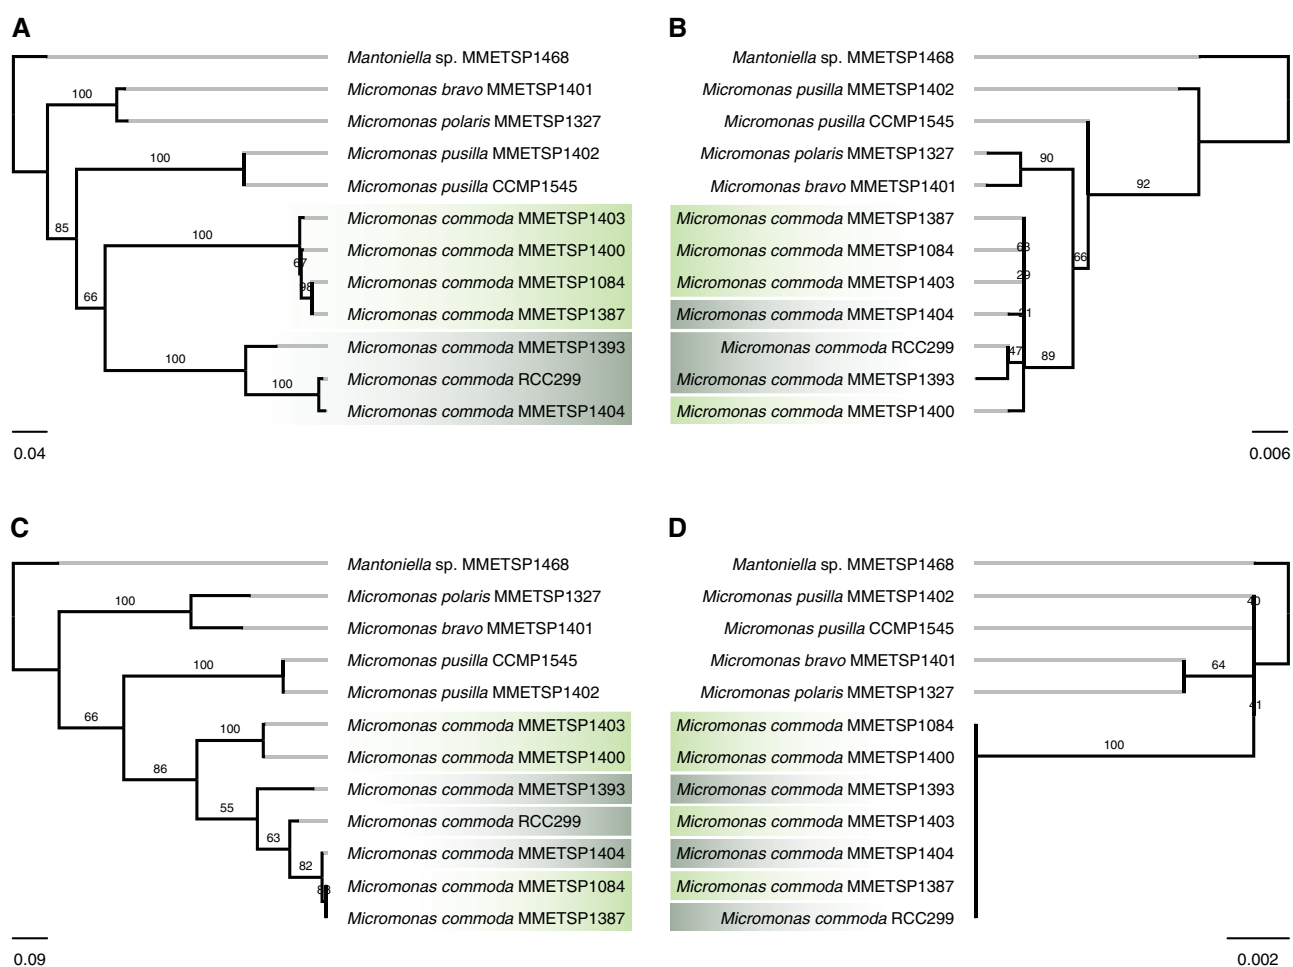 A
Mantoniella sp. MMETSP1468
Micromonas bravo MMETSP1401
100
Micromonas polaris MMETSP1327
Micromonas pusilla MMETSP1402
100
Micromonas pusilla CCMP1545
Micromonas commoda MMETSP1403
85
100
Micromonas commoda MMETSP1400
67
Micromonas commoda MMETSP1084
98
66
Micromonas commoda MMETSP1387
Micromonas commoda MMETSP1393
100
Micromonas commoda RCC299
100
Micromonas commoda MMETSP1404
0.04
B
Mantoniella sp. MMETSP1468
Micromonas pusilla MMETSP1402
Micromonas pusilla CCMP1545
Micromonas polaris MMETSP1327
90
Micromonas bravo MMETSP1401
92
Micromonas commoda MMETSP1387
Micromonas commoda MMETSP1084
63
66
Micromonas commoda MMETSP1403
29
Micromonas commoda MMETSP1404
21
Micromonas commoda RCC299
47
89
Micromonas commoda MMETSP1393
Micromonas commoda MMETSP1400
0.006
C
Mantoniella sp. MMETSP1468
Micromonas polaris MMETSP1327
100
Micromonas bravo MMETSP1401
Micromonas pusilla CCMP1545
100
Micromonas pusilla MMETSP1402
66
Micromonas commoda MMETSP1403
100
Micromonas commoda MMETSP1400
86
Micromonas commoda MMETSP1393
55
Micromonas commoda RCC299
63
Micromonas commoda MMETSP1404
82
Micromonas commoda MMETSP1084
Micromonas commoda MMETSP1387
0.09
D
Mantoniella sp. MMETSP1468
Micromonas pusilla MMETSP1402
40
Micromonas pusilla CCMP1545
Micromonas bravo MMETSP1401
64
Micromonas polaris MMETSP1327
41
Micromonas commoda MMETSP1084
100
Micromonas commoda MMETSP1400
Micromonas commoda MMETSP1393
Micromonas commoda MMETSP1403
Micromonas commoda MMETSP1404
Micromonas commoda MMETSP1387
Micromonas commoda RCC299
0.002